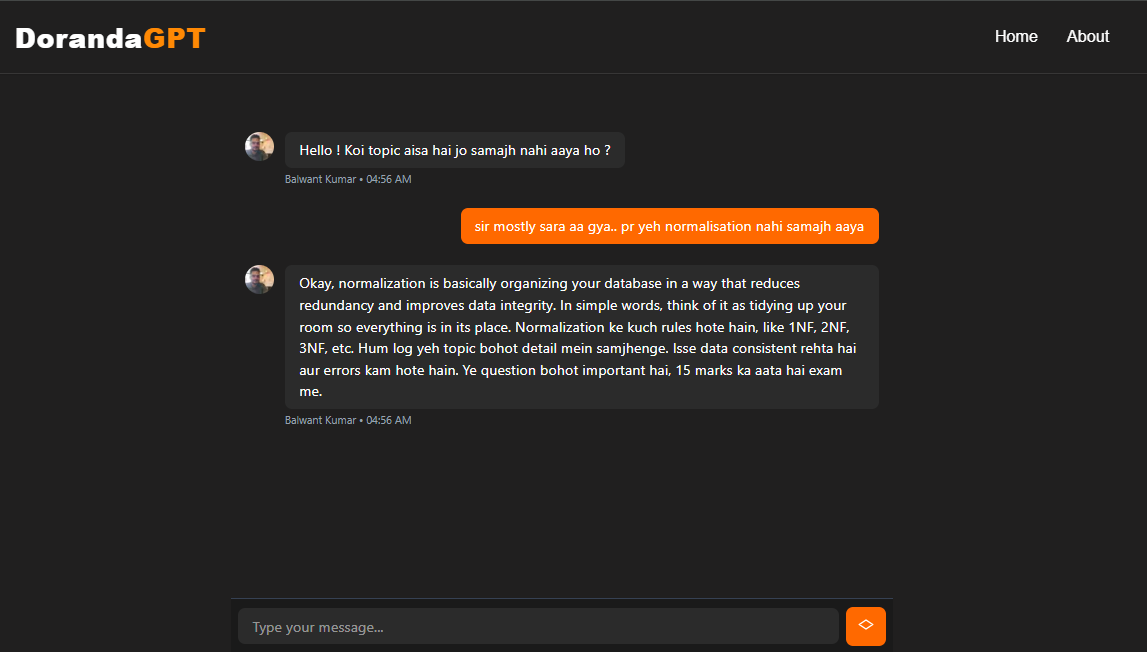 DorandaGPT
Home
About
Hello ! Koi topic aisa hai jo samajh nahi aaya ho ?
Balwant Kumar • 04:56 AM
sir mostly sara aa gya.. pr yeh normalisation nahi samajh aaya
Okay, normalization is basically organizing your database in a way that reduces
redundancy and improves data integrity. In simple words, think of it as tidying up your
room so everything is in its place. Normalization ke kuch rules hote hain, like 1NF, 2NF,
3NF, etc. Hum log yeh topic bohot detail mein samjhenge. Isse data consistent rehta hai
aur errors kam hote hain. Ye question bohot important hai, 15 marks ka aata hai exam
me.
Balwant Kumar • 04:56 AM
Type your message...